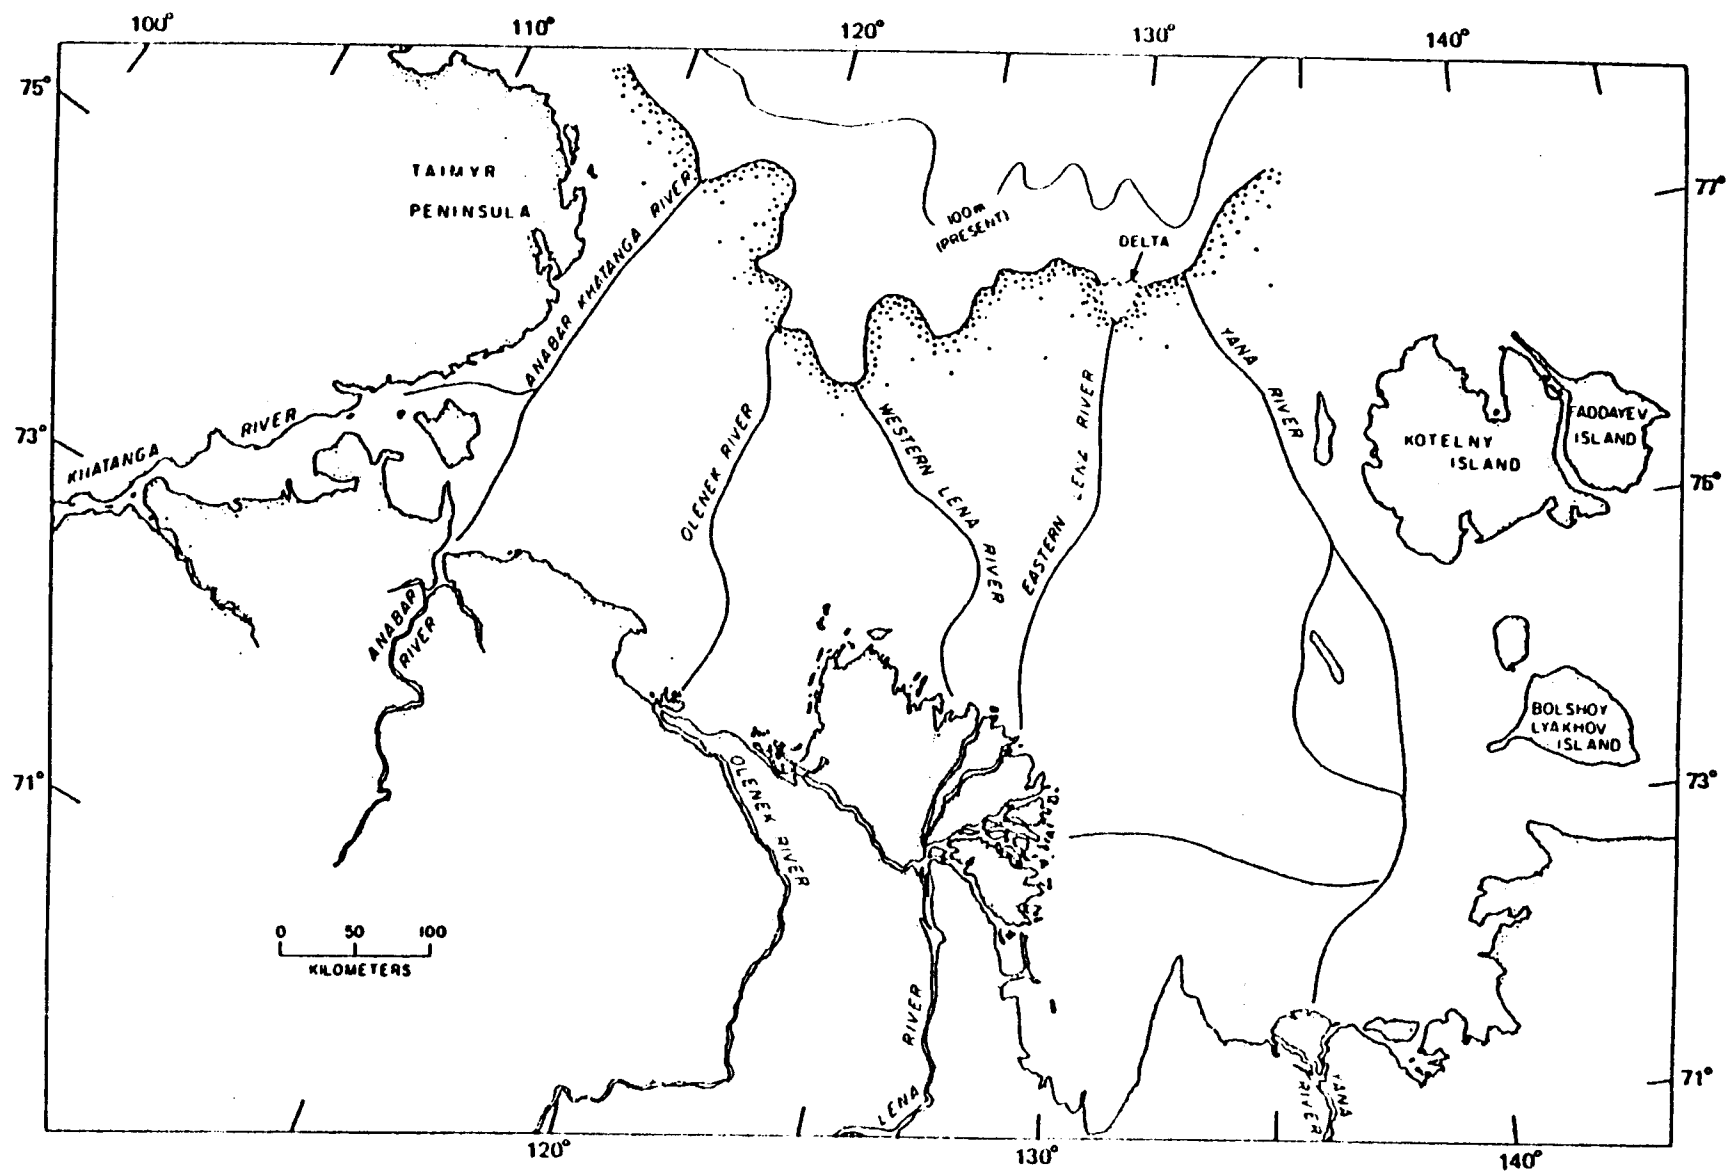 100°
110°
120°
130°
140°
75°
TAIMYR
PENINSULA
77°
100m
(PRESENT)
DELTA
ANABAR KHATANGA RIVER
YANA RIVER
KHATANGA RIVER
73°
OLENEK RIVER
WESTERN LENA RIVER
EASTERN LENA RIVER
KOTELNY
ISLAND
FADDAYEV
ISLAND
75°
ANABAR
RIVER
BOLSHOY
LYAKHOV
ISLAND
71°
OLENEK RIVER
73°
0 50 100
KILOMETERS
LENA RIVER
YANA
RIVER
71°
120°
130°
140°